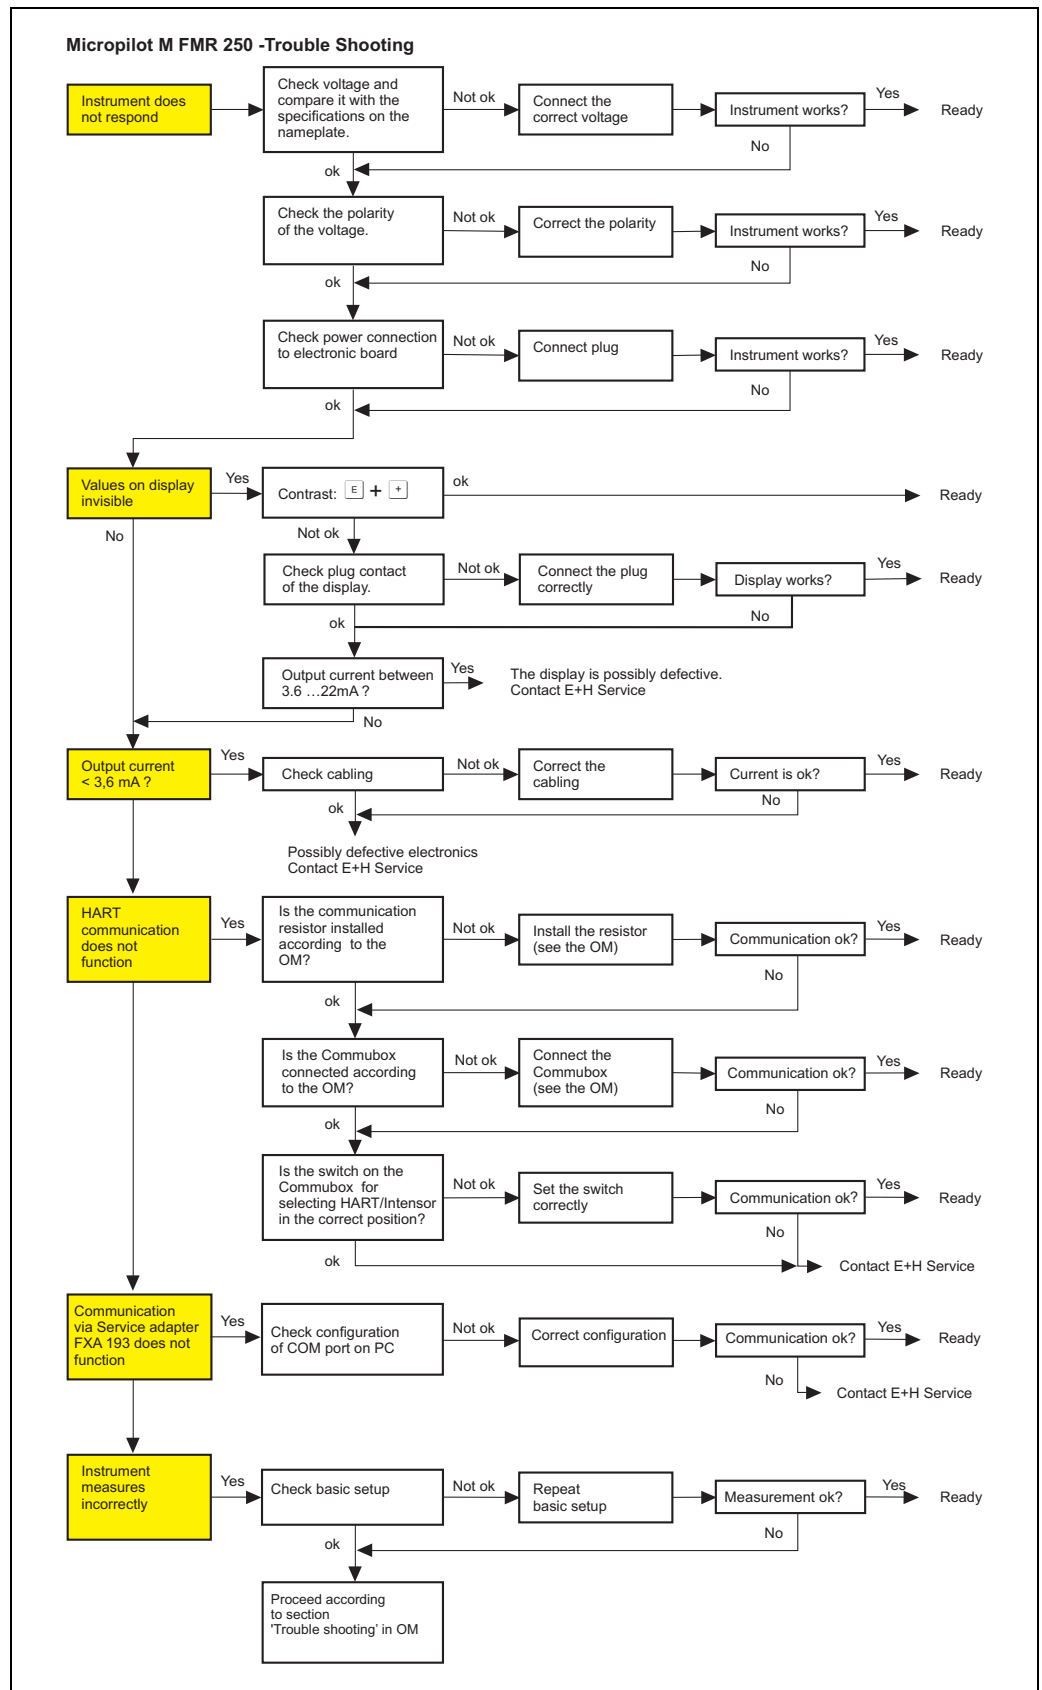 Micropilot M FMR 250 -Trouble Shooting
Instrument does
not respond
Check voltage and
compare it with the
specifications on the
nameplate.
Not ok
Connect the
correct voltage
Instrument works?
Yes
Ready
No
ok
Check the polarity
of the voltage.
Not ok
Correct the polarity
Instrument works?
Yes
Ready
No
ok
Check power connection
to electronic board
Not ok
Connect plug
Instrument works?
Yes
Ready
No
ok
Values on display
invisible
Yes
Contrast: E + +
ok
Ready
No
Not ok
Check plug contact
of the display.
Not ok
Connect the plug
correctly
Display works?
Yes
Ready
No
ok
Output current between
3.6 ...22mA ?
Yes
The display is possibly defective.
Contact E+H Service
No
Output current
< 3,6 mA ?
Yes
Check cabling
Not ok
Correct the
cabling
Current is ok?
Yes
Ready
No
ok
Possibly defective electronics
Contact E+H Service
HART
communication
does not
function
Yes
Is the communication
resistor installed
according to the
OM?
Not ok
Install the resistor
(see the OM)
Communication ok?
Yes
Ready
No
ok
Is the Commubox
connected according
to the OM?
Not ok
Connect the
Commubox
(see the OM)
Communication ok?
Yes
Ready
No
ok
Is the switch on the
Commubox for
selecting HART/Intensor
in the correct position?
Not ok
Set the switch
correctly
Communication ok?
Yes
Ready
No
ok
Contact E+H Service
Communication
via Service adapter
FXA 193 does not
function
Yes
Check configuration
of COM port on PC
Not ok
Correct configuration
Communication ok?
Yes
Ready
No
Contact E+H Service
Instrument
measures
incorrectly
Yes
Check basic setup
Not ok
Repeat
basic setup
Measurement ok?
Yes
Ready
No
ok
Proceed according
to section
'Trouble shooting' in OM